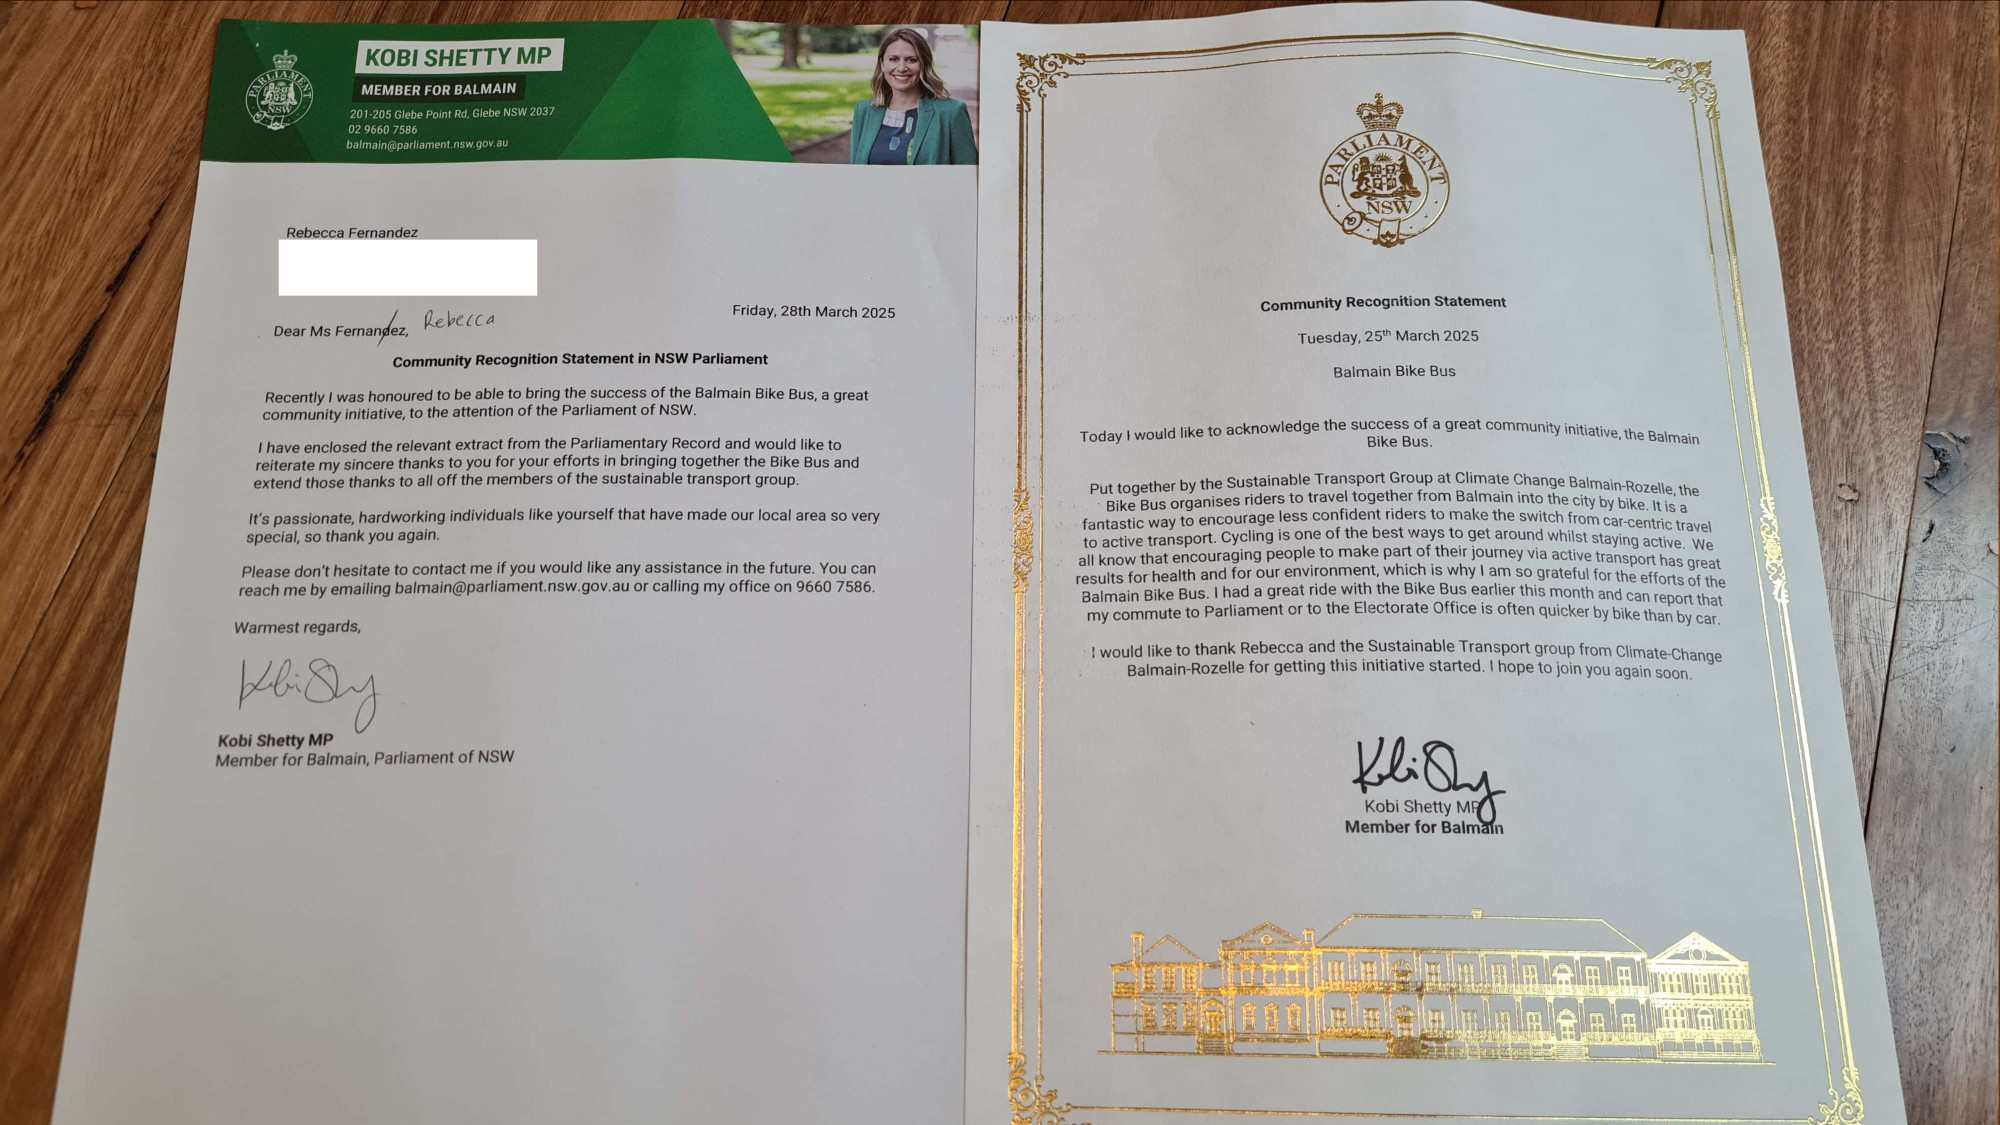 PARLIAMENT
NSW
KOBI SHETTY MP
MEMBER FOR BALMAIN
201-205 Glebe Point Rd, Glebe NSW 2037
02 9660 7586
balmain@parliament.nsw.gov.au
Rebecca Fernandez
Friday, 28th March 2025
Dear Ms Fernandez, Rebecca
Community Recognition Statement in NSW Parliament
Recently I was honoured to be able to bring the success of the Balmain Bike Bus, a great
community initiative, to the attention of the Parliament of NSW.
I have enclosed the relevant extract from the Parliamentary Record and would like to
reiterate my sincere thanks to you for your efforts in bringing together the Bike Bus and
extend those thanks to all off the members of the sustainable transport group.
It's passionate, hardworking individuals like yourself that have made our local area so very
special, so thank you again.
Please don't hesitate to contact me if you would like any assistance in the future. You can
reach me by emailing balmain@parliament.nsw.gov.au or calling my office on 9660 7586.
Warmest regards,
Kobi Shetty
Kobi Shetty MP
Member for Balmain, Parliament of NSW
PARLIAMENT
NSW
Community Recognition Statement
Tuesday, 25th March 2025
Balmain Bike Bus
Today I would like to acknowledge the success of a great community initiative, the Balmain
Bike Bus.
Put together by the Sustainable Transport Group at Climate Change Balmain-Rozelle, the
Bike Bus organises riders to travel together from Balmain into the city by bike. It is a
fantastic way to encourage less confident riders to make the switch from car-centric travel
to active transport. Cycling is one of the best ways to get around whilst staying active. We
all know that encouraging people to make part of their journey via active transport has great
results for health and for our environment, which is why I am so grateful for the efforts of the
Balmain Bike Bus. I had a great ride with the Bike Bus earlier this month and can report that
my commute to Parliament or to the Electorate Office is often quicker by bike than by car.
I would like to thank Rebecca and the Sustainable Transport group from Climate-Change
Balmain-Rozelle for getting this initiative started. I hope to join you again soon.
Kobi Shetty
Kobi Shetty MP
Member for Balmain